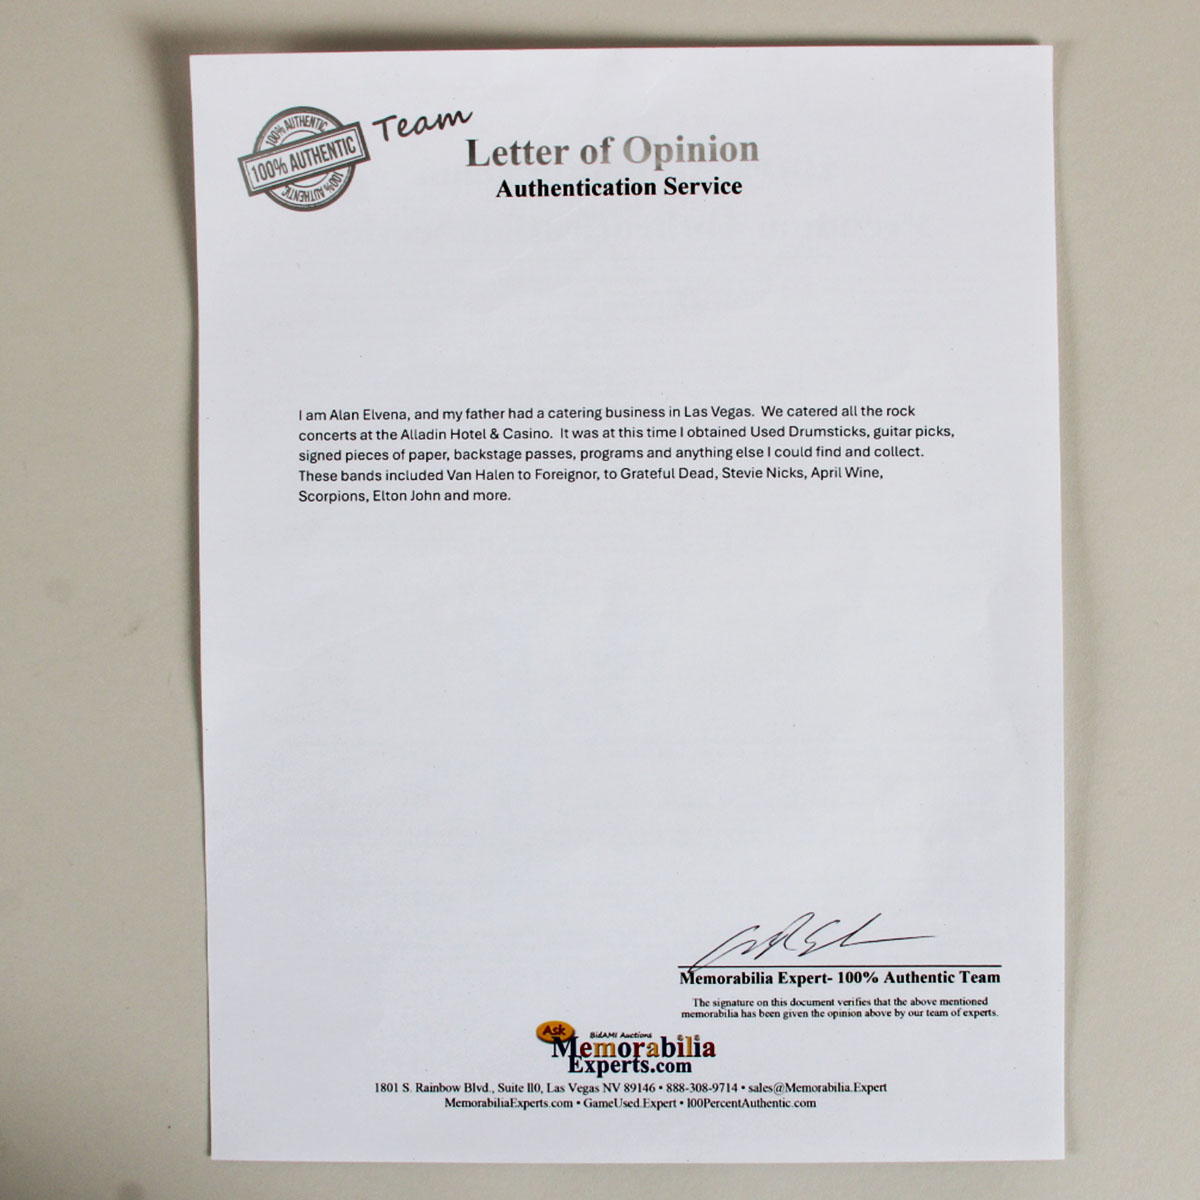 100% AUTHENTIC
100% AUTHENTIC
100% AUTHENTIC
Team
Letter of Opinion
Authentication Service
I am Alan Elvena, and my father had a catering business in Las Vegas.  We catered all the rock
concerts at the Alladin Hotel & Casino.  It was at this time I obtained Used Drumsticks, guitar picks,
signed pieces of paper, backstage passes, programs and anything else I could find and collect.
These bands included Van Halen to Foreignor, to Grateful Dead, Stevie Nicks, April Wine,
Scorpions, Elton John and more.
Memorabilia Expert- 100% Authentic Team
The signature on this document verifies that the above mentioned
memorabilia has been given the opinion above by our team of experts.
Ask BidAMI Auctions
Memorabilia
Experts.com
1801 S. Rainbow Blvd., Suite 110, Las Vegas NV 89146 • 888-308-9714 • sales@Memorabilia.Expert
MemorabiliaExperts.com • GameUsed.Expert • 100PercentAuthentic.com